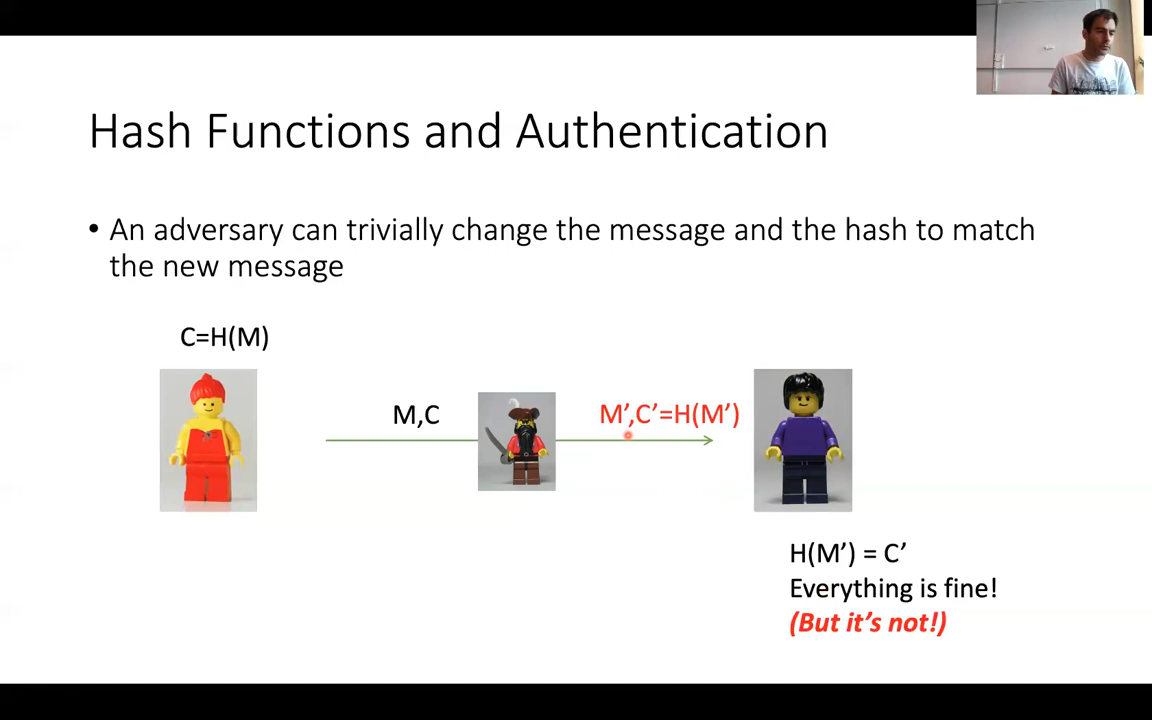 Hash Functions and Authentication
• An adversary can trivially change the message and the hash to match
the new message
C=H(M)
M,C
M’,C’=H(M’)
H(M’) = C’
Everything is fine!
(But it’s not!)